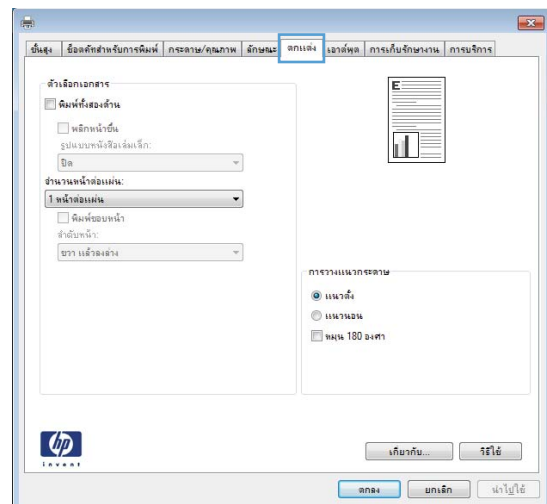 ขั้นสูง ช็อตคัทสำหรับการพิมพ์ กระดาษ/คุณภาพ ลักษณะ ตกแต่ง เอาต์พุต การเก็บรักษางาน การบริการ
ตัวเลือกเอกสาร
พิมพ์ทั้งสองด้าน
พลิกหน้าขึ้น
รูปแบบหนังสือเล่มเล็ก:
ปิด
จำนวนหน้าต่อแผ่น:
1 หน้าต่อแผ่น
พิมพ์ขอบหน้า
ลำดับหน้า:
ขวา แล้วลงล่าง
E
การวางแนวกระดาษ
แนวตั้ง
แนวนอน
หมุน 180 องศา
hp
invent
เกี่ยวกับ... วิธีใช้
ตกลง ยกเลิก นำไปใช้